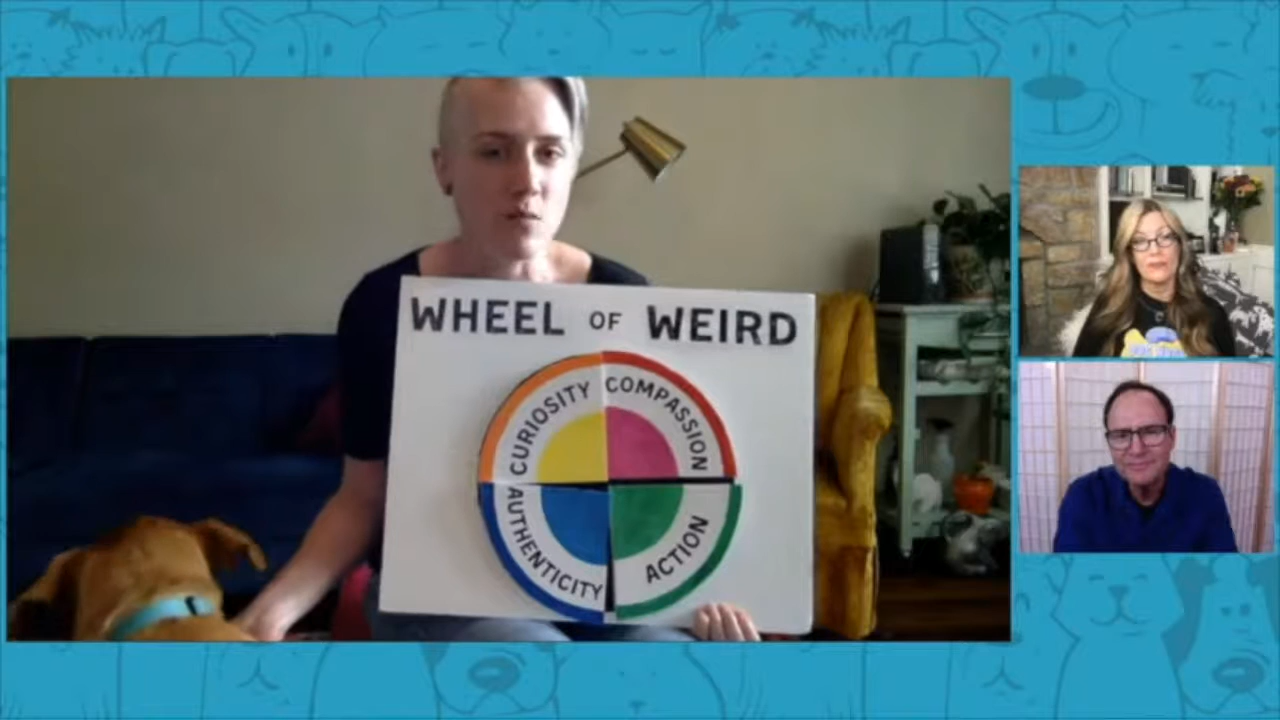 WHEEL OF WEIRD
CURIOSITY
COMPASSION
AUTHENTICITY
ACTION